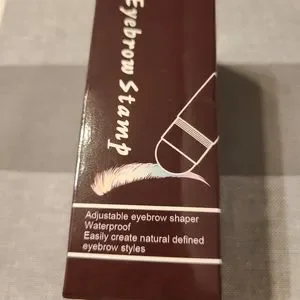 Eyebrow Stamp
Adjustable eyebrow shaper
Waterproof
Easily create natural defined
eyebrow styles